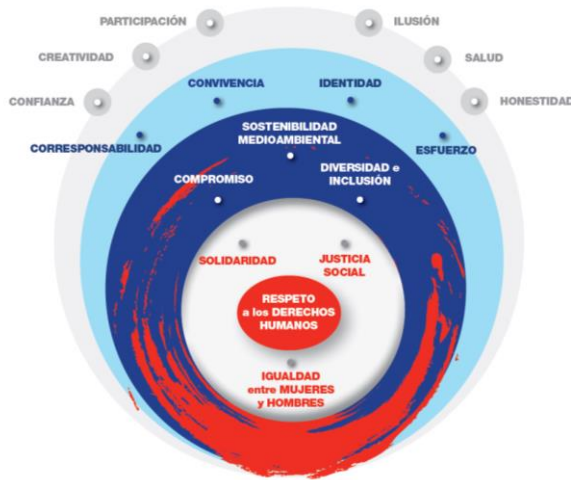 PARTICIPACIÓN
ILUSIÓN
CREATIVIDAD
SALUD
CONFIANZA
HONESTIDAD
CONVIVENCIA
IDENTIDAD
CORRESPONSABILIDAD
ESFUERZO
SOSTENIBILIDAD
MEDIOAMBIENTAL
COMPROMISO
DIVERSIDAD e
INCLUSIÓN
SOLIDARIDAD
JUSTICIA
SOCIAL
RESPETO
a los DERECHOS
HUMANOS
IGUALDAD
entre MUJERES
y HOMBRES